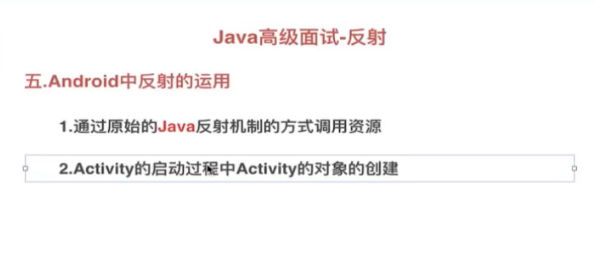 Java高级面试-反射
五.Android中反射的运用
1.通过原始的Java反射机制的方式调用资源
2.Activity的启动过程中Activity的对象的创建